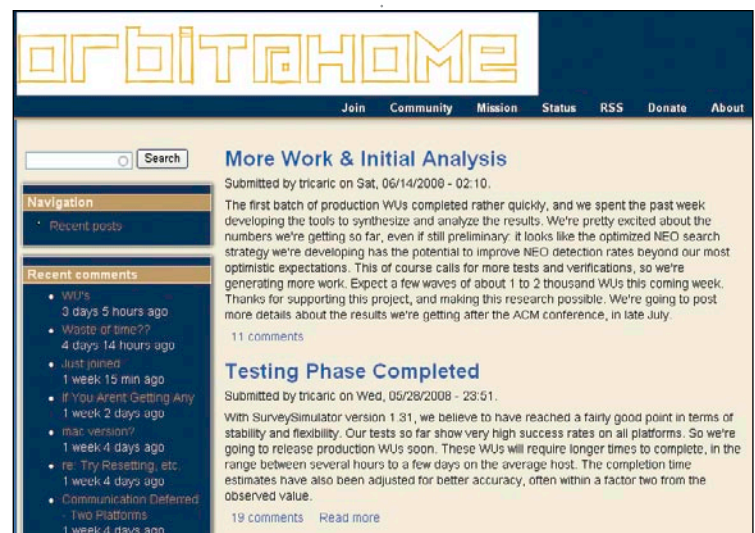 orbit@home
Join Community Mission Status RSS Donate About
Search
Navigation
Recent posts
Recent comments
WU's
3 days 5 hours ago
Waste of time??
4 days 14 hours ago
Just joined
1 week 15 min ago
If You Arent Getting Any
1 week 2 days ago
mac version?
1 week 4 days ago
re: Try Resetting, etc.
1 week 4 days ago
Communication Deferred
- Two Platforms
1 week 4 days ago
More Work & Initial Analysis
Submitted by tricaric on Sat, 06/14/2008 - 02:10.
The first batch of production WUs completed rather quickly, and we spent the past week
developing the tools to synthesize and analyze the results. We're pretty excited about the
numbers we're getting so far, even if still preliminary: it looks like the optimized NEO search
strategy we're developing has the potential to improve NEO detection rates beyond our most
optimistic expectations. This of course calls for more tests and verifications, so we're
generating more work. Expect a few waves of about 1 to 2 thousand WUs this coming week.
Thanks for supporting this project, and making this research possible. We're going to post
more details about the results we're getting after the ACM conference, in late July.
11 comments
Testing Phase Completed
Submitted by tricaric on Wed, 05/28/2008 - 23:51.
With SurveySimulator version 1.31, we believe to have reached a fairly good point in terms of
stability and flexibility. Our tests so far show very high success rates on all platforms. So we're
going to release production WUs soon. These WUs will require longer times to complete, in the
range between several hours to a few days on the average host. The completion time
estimates have also been adjusted for better accuracy, often within a factor two from the
observed value.
19 comments Read more